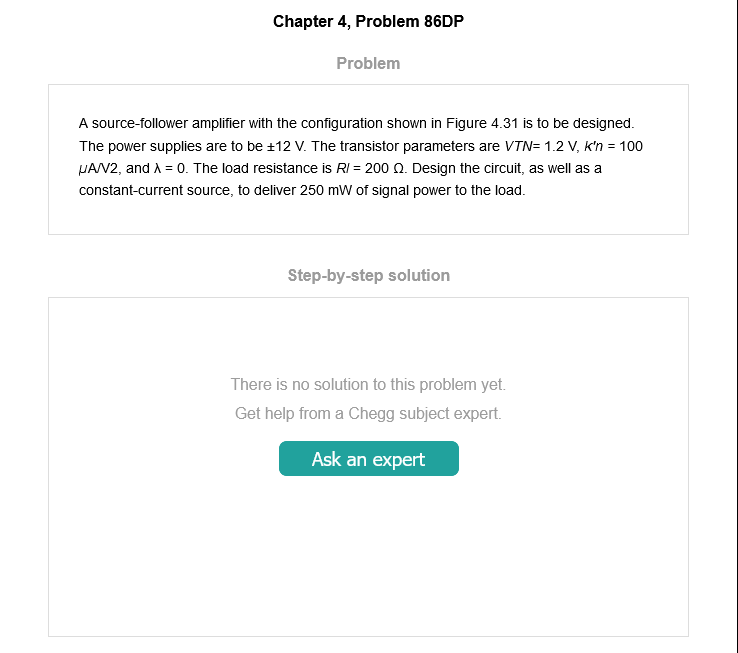 Chapter 4, Problem 86DP
Problem
A source-follower amplifier with the configuration shown in Figure 4.31 is to be designed.
The power supplies are to be ±12 V. The transistor parameters are VTN= 1.2 V, k'n = 100
μA/V2, and λ = 0. The load resistance is Rl = 200 Ω. Design the circuit, as well as a
constant-current source, to deliver 250 mW of signal power to the load.
Step-by-step solution
There is no solution to this problem yet.
Get help from a Chegg subject expert.
Ask an expert